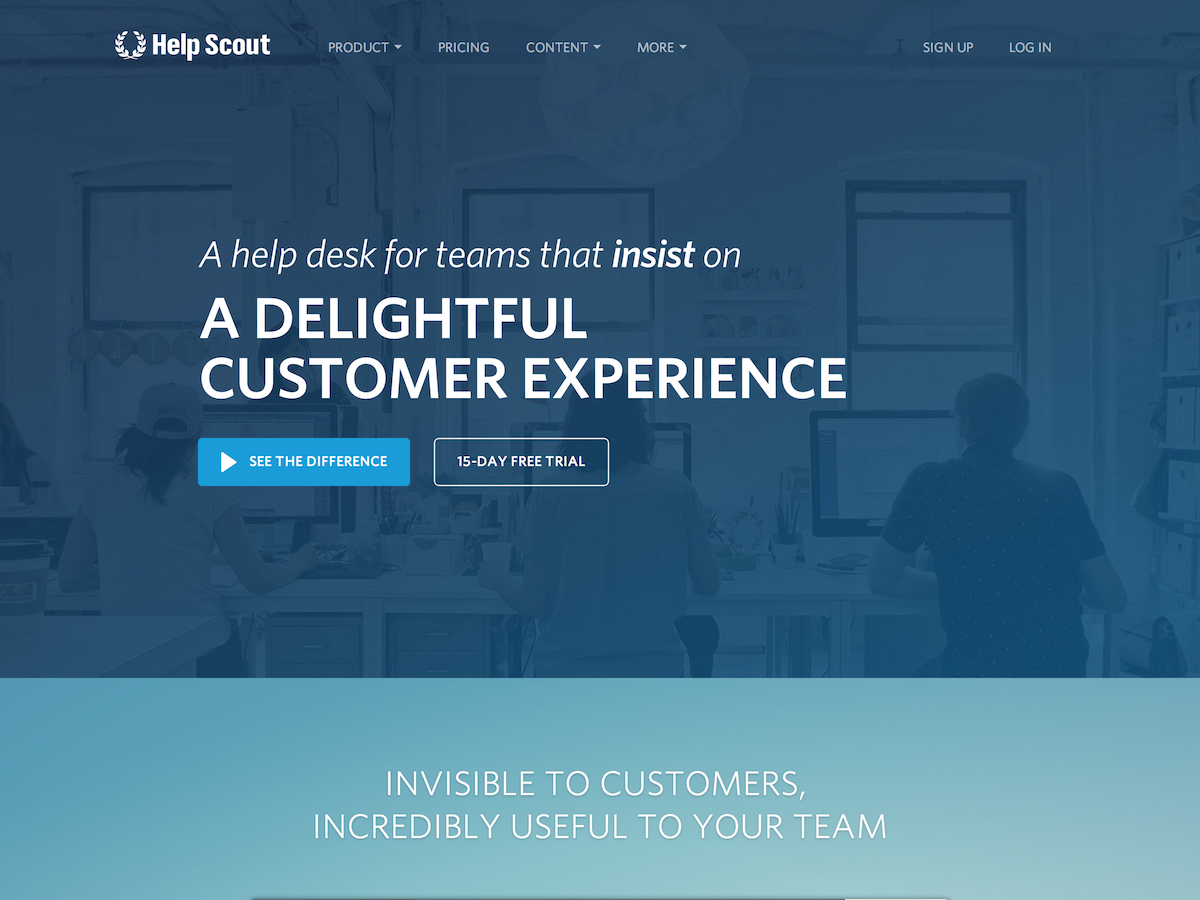 Help Scout
PRODUCT
PRICING
CONTENT
MORE
SIGN UP
LOG IN
A help desk for teams that insist on
A DELIGHTFUL
CUSTOMER EXPERIENCE
SEE THE DIFFERENCE
15-DAY FREE TRIAL
INVISIBLE TO CUSTOMERS,
INCREDIBLY USEFUL TO YOUR TEAM